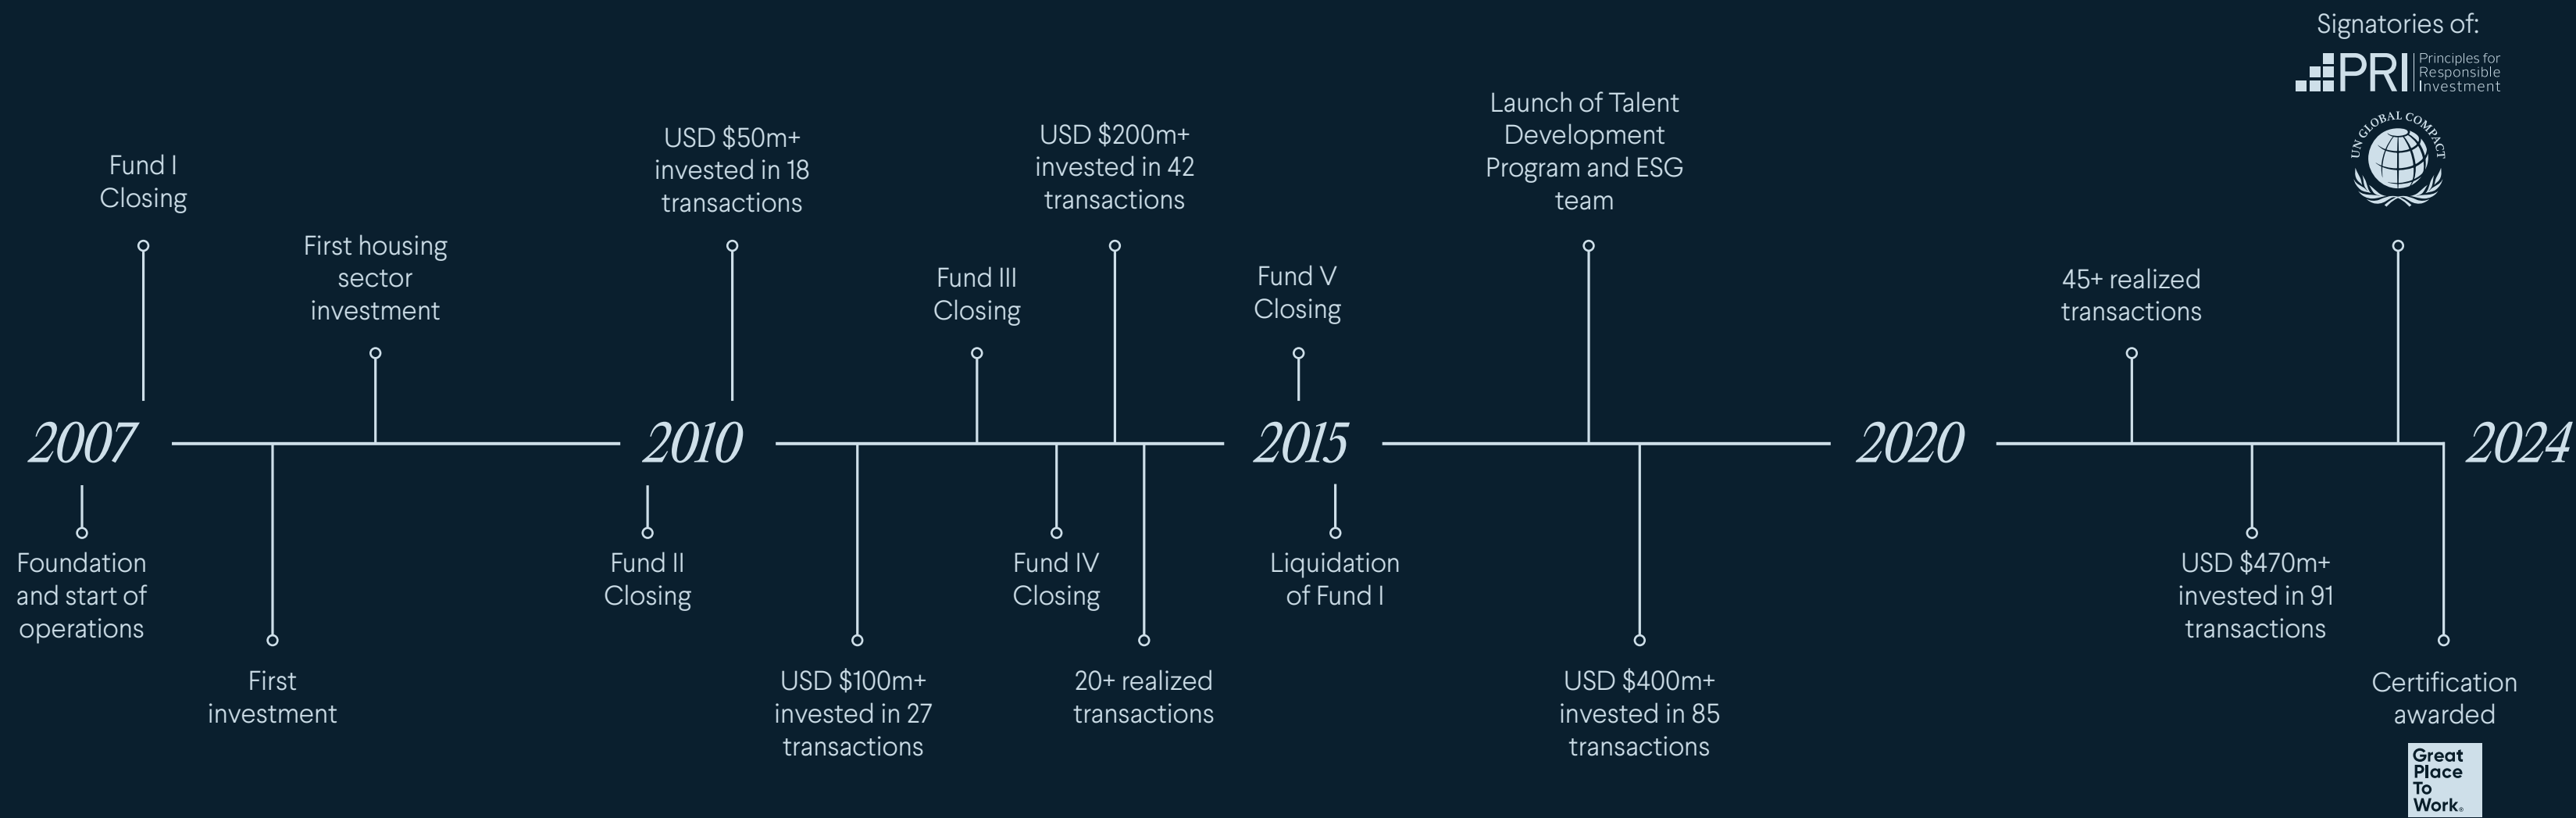 Signatories of:
PRI
Principles for
Responsible
Investment
UN GLOBAL COMPACT
Fund I
Closing
First housing
sector
investment
USD $50m+
invested in 18
transactions
Fund III
Closing
USD $200m+
invested in 42
transactions
Fund V
Closing
Launch of Talent
Development
Program and ESG
team
45+ realized
transactions
2007
2010
2015
2020
2024
Foundation
and start of
operations
First
investment
Fund II
Closing
USD $100m+
invested in 27
transactions
Fund IV
Closing
20+ realized
transactions
Liquidation
of Fund I
USD $400m+
invested in 85
transactions
USD $470m+
invested in 91
transactions
Certification
awarded
Great
Place
To
Work®